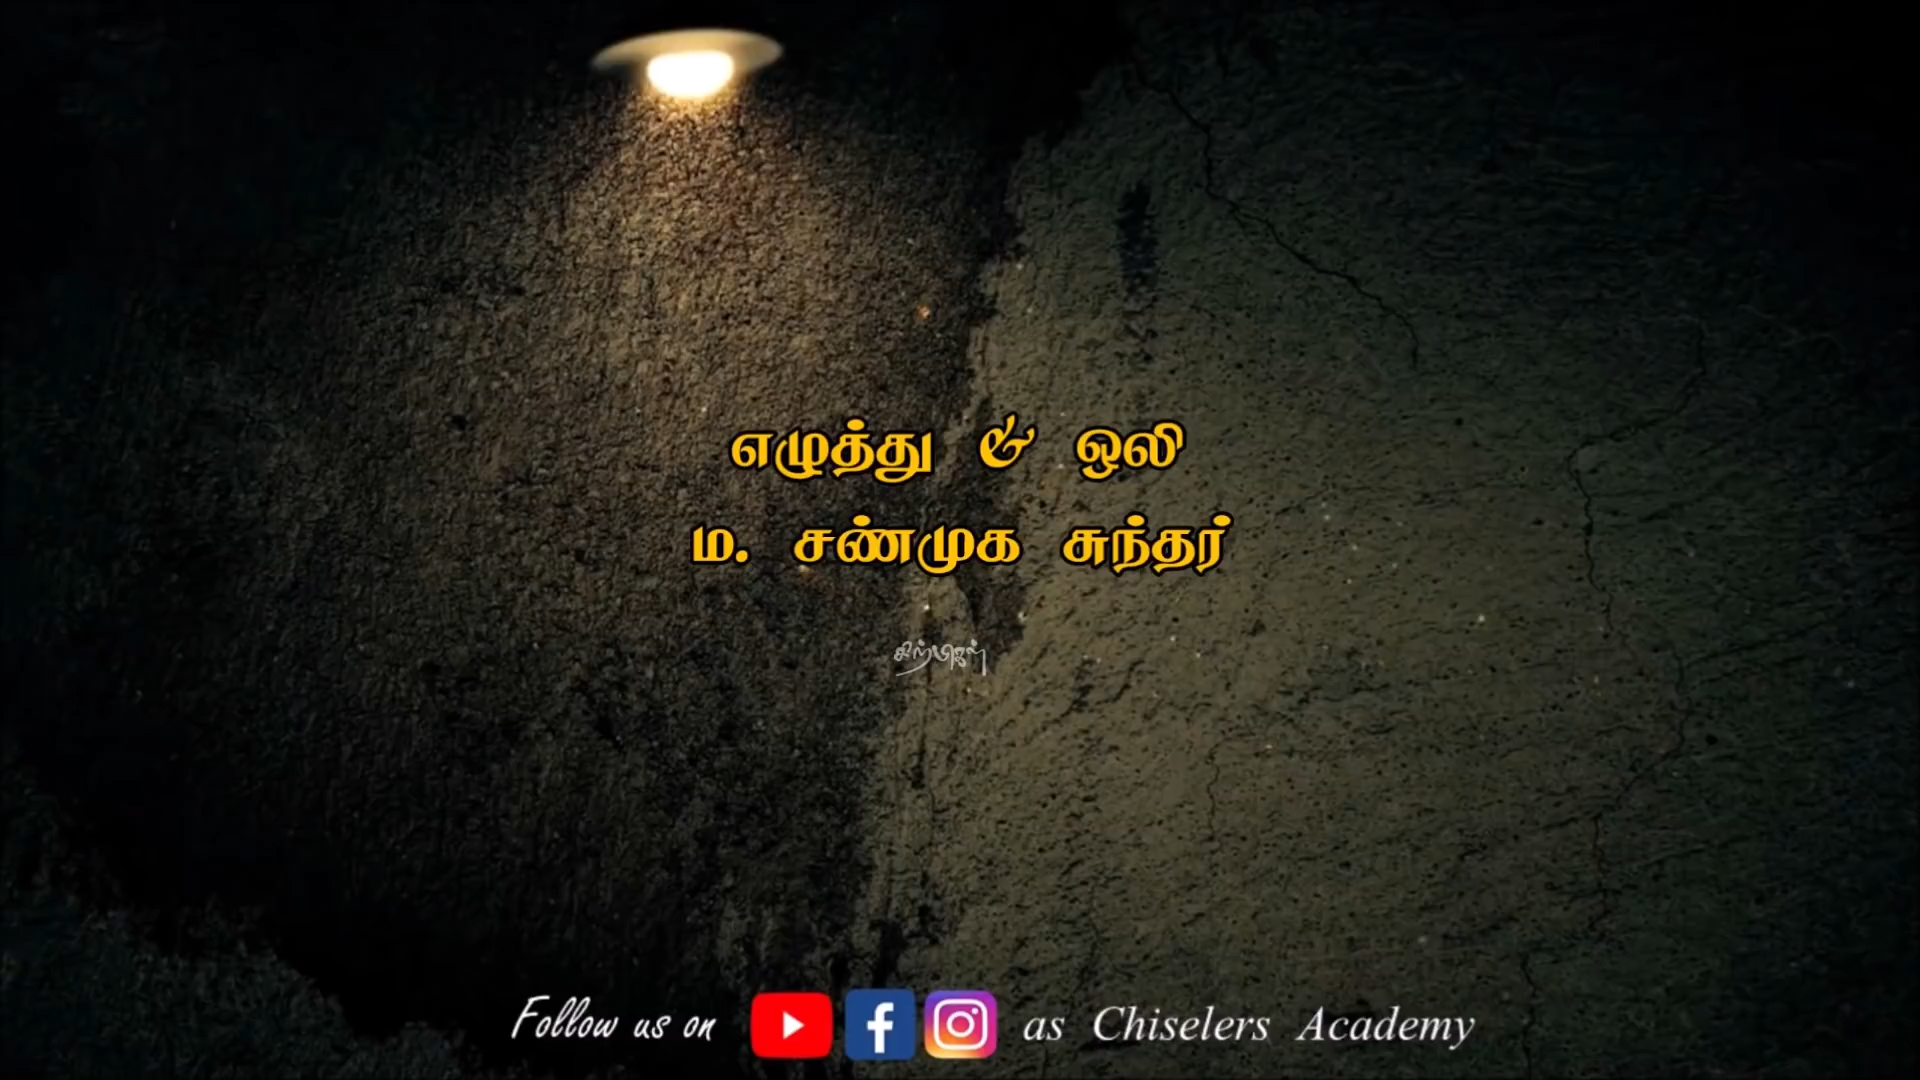 எழுத்து & ஒலி
ம. சண்முக சுந்தர்
Follow us on as Chiselers Academy